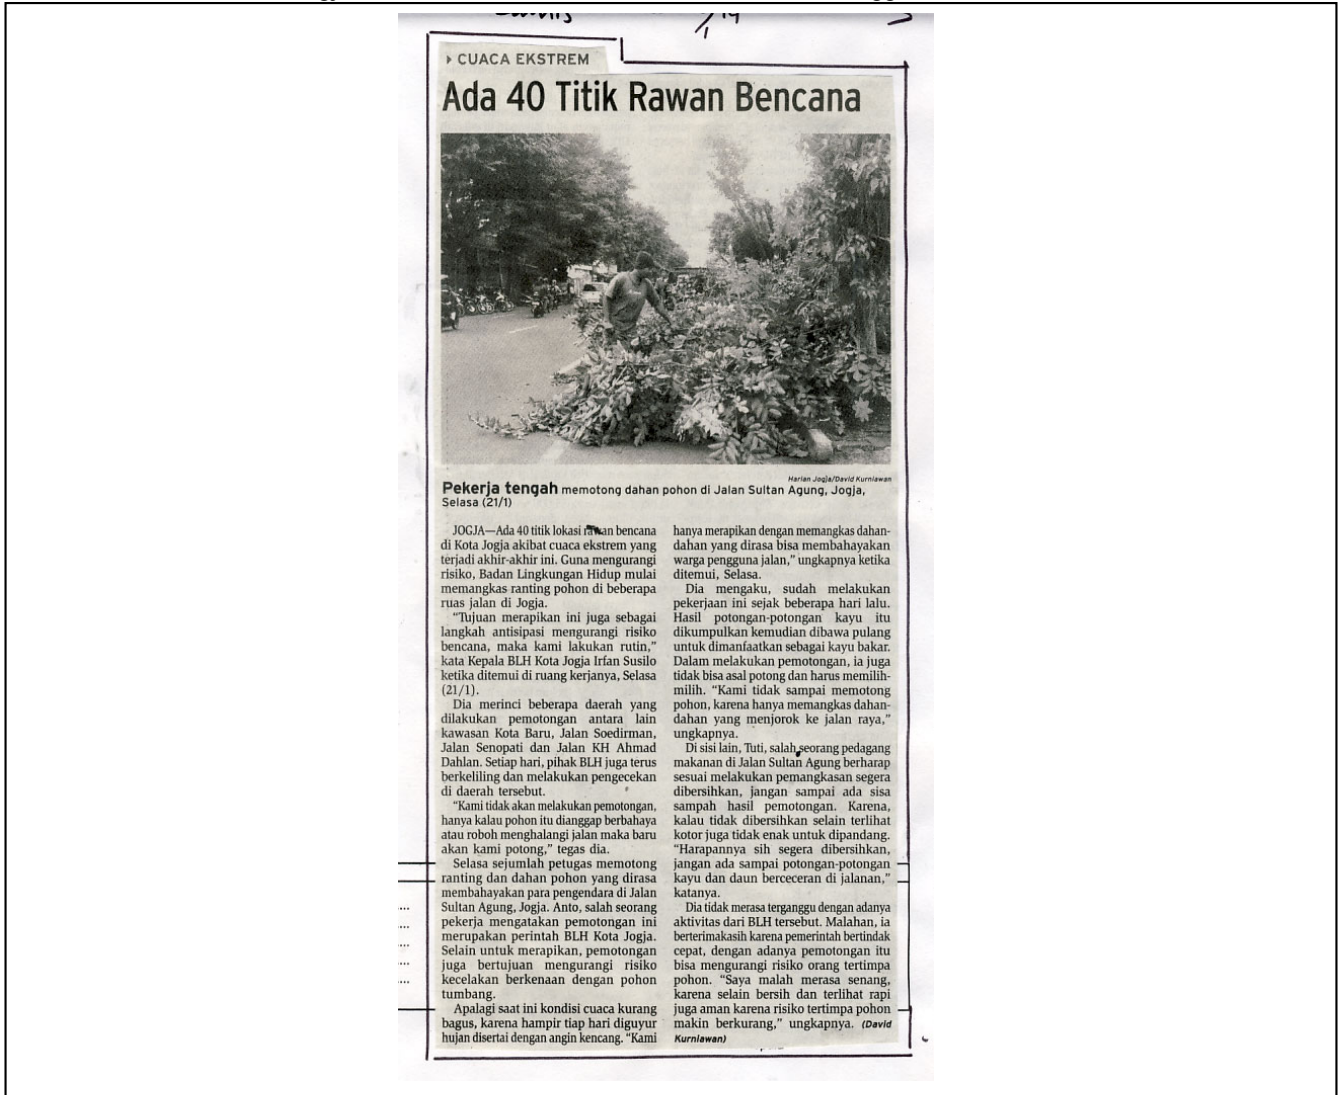 CUACA EKSTREM
Ada 40 Titik Rawan Bencana
Harian Jogja/David Kurniawan
Pekerja tengah memotong dahan pohon di Jalan Sultan Agung, Jogja,
Selasa (21/1)
JOGJA—Ada 40 titik lokasi rawan bencana
di Kota Jogja akibat cuaca ekstrem yang
terjadi akhir-akhir ini. Guna mengurangi
risiko, Badan Lingkungan Hidup mulai
memangkas ranting pohon di beberapa
ruas jalan di Jogja.
"Tujuan merapikan ini juga sebagai
langkah antisipasi mengurangi risiko
bencana, maka kami lakukan rutin,"
kata Kepala BLH Kota Jogja Irfan Susilo
ketika ditemui di ruang kerjanya, Selasa
(21/1).
Dia merinci beberapa daerah yang
dilakukan pemotongan antara lain
kawasan Kota Baru, Jalan Soedirman,
Jalan Senopati dan Jalan KH Ahmad
Dahlan. Setiap hari, pihak BLH juga terus
berkeliling dan melakukan pengecekan
di daerah tersebut.
"Kami tidak akan melakukan pemotongan,
hanya kalau pohon itu dianggap berbahaya
atau roboh menghalangi jalan maka baru
akan kami potong," tegas dia.
Selasa sejumlah petugas memotong
ranting dan dahan pohon yang dirasa
membahayakan para pengendara di Jalan
Sultan Agung, Jogja. Anto, salah seorang
pekerja mengatakan pemotongan ini
merupakan perintah BLH Kota Jogja.
Selain untuk merapikan, pemotongan
juga bertujuan mengurangi risiko
kecelakan berkenaan dengan pohon
tumbang.
Apalagi saat ini kondisi cuaca kurang
bagus, karena hampir tiap hari diguyur
hujan disertai dengan angin kencang. "Kami
hanya merapikan dengan memangkas dahan-
dahan yang dirasa bisa membahayakan
warga pengguna jalan," ungkapnya ketika
ditemui, Selasa.
Dia mengaku, sudah melakukan
pekerjaan ini sejak beberapa hari lalu.
Hasil potongan-potongan kayu itu
dikumpulkan kemudian dibawa pulang
untuk dimanfaatkan sebagai kayu bakar.
Dalam melakukan pemotongan, ia juga
tidak bisa asal potong dan harus memilih-
milih. "Kami tidak sampai memotong
pohon, karena hanya memangkas dahan-
dahan yang menjorok ke jalan raya,"
ungkapnya.
Di sisi lain, Tuti, salah seorang pedagang
makanan di Jalan Sultan Agung berharap
sesuai melakukan pemangkasan segera
dibersihkan, jangan sampai ada sisa
sampah hasil pemotongan. Karena,
kalau tidak dibersihkan selain terlihat
kotor juga tidak enak untuk dipandang.
"Harapannya sih segera dibersihkan,
jangan ada sampai potongan-potongan
kayu dan daun berceceran di jalanan,"
katanya.
Dia tidak merasa terganggu dengan adanya
aktivitas dari BLH tersebut. Malahan, ia
berterimakasih karena pemerintah bertindak
cepat, dengan adanya pemotongan itu
bisa mengurangi risiko orang tertimpa
pohon. "Saya malah merasa senang,
karena selain bersih dan terlihat rapi
juga aman karena risiko tertimpa pohon
makin berkurang," ungkapnya. (David
Kurniawan)